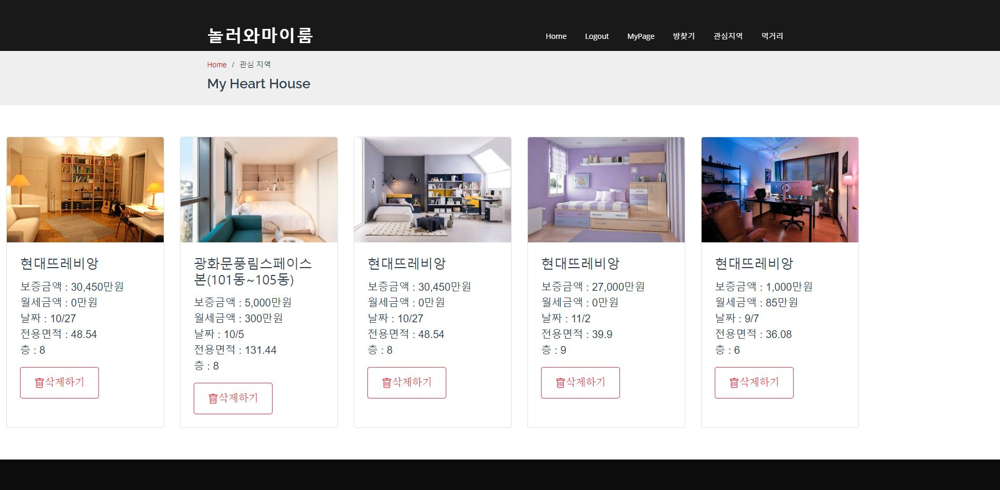 놀러와마이룸
Home Logout MyPage 방찾기 관심지역 먹거리
Home / 관심 지역
My Heart House
현대뜨레비앙
보증금액 : 30,450만원
월세금액 : 0만원
날짜 : 10/27
전용면적 : 48.54
층 : 8
삭제하기
광화문풍림스페이스
본(101동~105동)
보증금액 : 5,000만원
월세금액 : 300만원
날짜 : 10/5
전용면적 : 131.44
층 : 8
삭제하기
현대뜨레비앙
보증금액 : 30,450만원
월세금액 : 0만원
날짜 : 10/27
전용면적 : 48.54
층 : 8
삭제하기
현대뜨레비앙
보증금액 : 27,000만원
월세금액 : 0만원
날짜 : 11/2
전용면적 : 39.9
층 : 9
삭제하기
현대뜨레비앙
보증금액 : 1,000만원
월세금액 : 85만원
날짜 : 9/7
전용면적 : 36.08
층 : 6
삭제하기